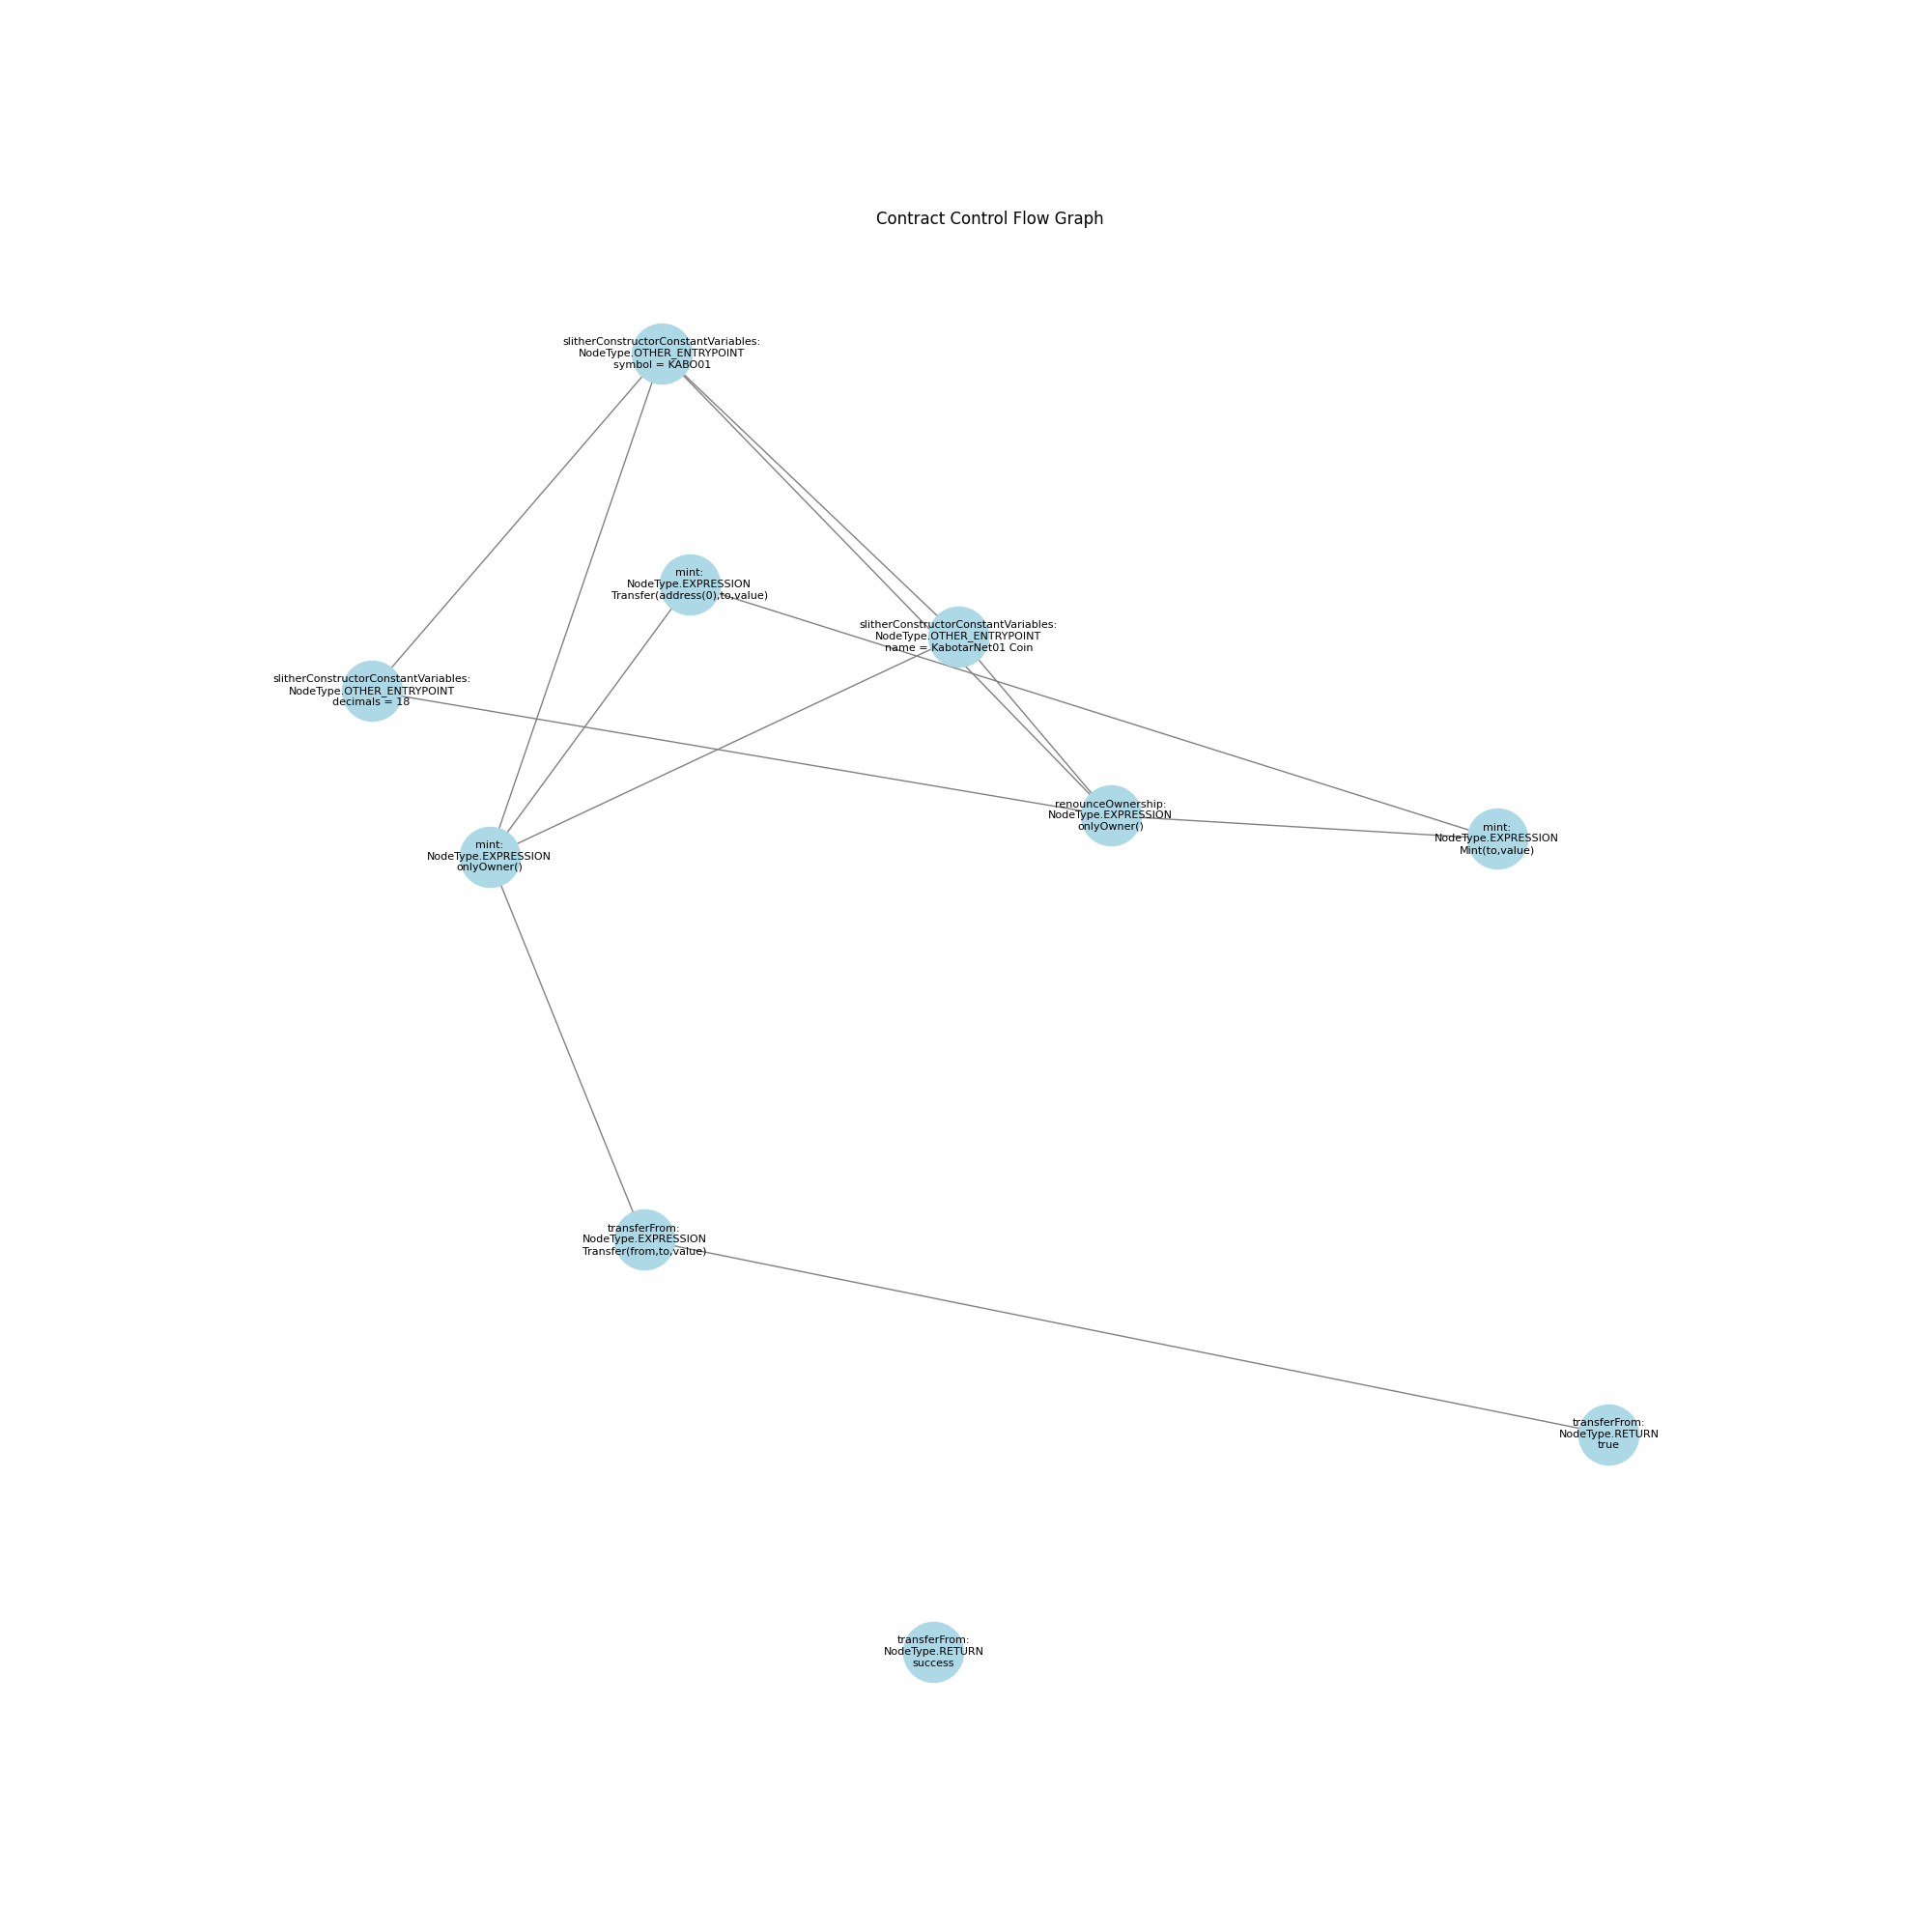 Contract Control Flow Graph
slitherConstructorConstantVariables:
NodeType.OTHER_ENTRYPOINT
symbol = KABO01
mint:
NodeType.EXPRESSION
Transfer(address(0),to,value)
slitherConstructorConstantVariables:
NodeType.OTHER_ENTRYPOINT
name = KabotarNet01 Coin
slitherConstructorConstantVariables:
NodeType.OTHER_ENTRYPOINT
decimals = 18
renounceOwnership:
NodeType.EXPRESSION
onlyOwner()
mint:
NodeType.EXPRESSION
Mint(to,value)
mint:
NodeType.EXPRESSION
onlyOwner()
transferFrom:
NodeType.EXPRESSION
Transfer(from,to,value)
transferFrom:
NodeType.RETURN
true
transferFrom:
NodeType.RETURN
success